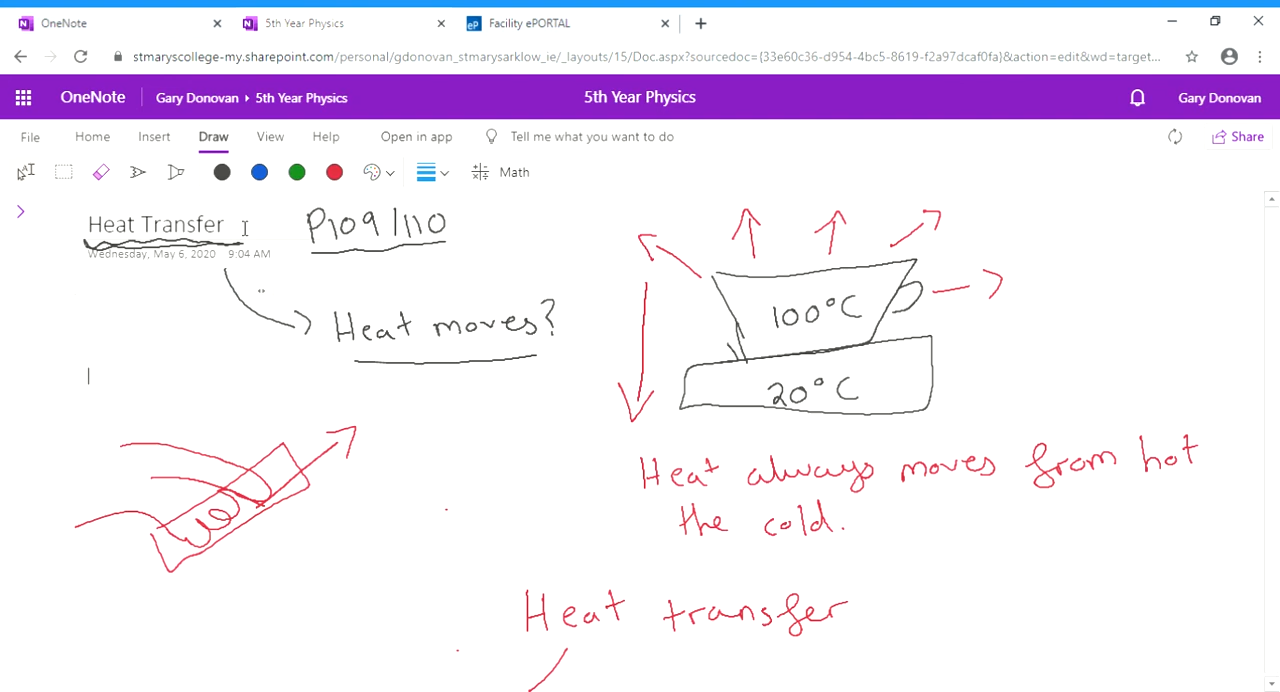 OneNote
5th Year Physics
Facility ePORTAL
stmaryscollege-my.sharepoint.com/personal/gdonovan_stmarysarklow_ie/_layouts/15/Doc.aspx?sourcedoc={33e60c36-d954-4bc5-8619-f2a97dcaf0fa}&action=edit&wd=target...
OneNote
Gary Donovan › 5th Year Physics
5th Year Physics
Gary Donovan
File Home Insert Draw View Help Open in app Tell me what you want to do Share
Math
Heat Transfer
P109/110
Wednesday, May 6, 2020 9:04 AM
Heat moves?
100°C
20°C
Heat always moves from hot
the cold.
Heat transfer